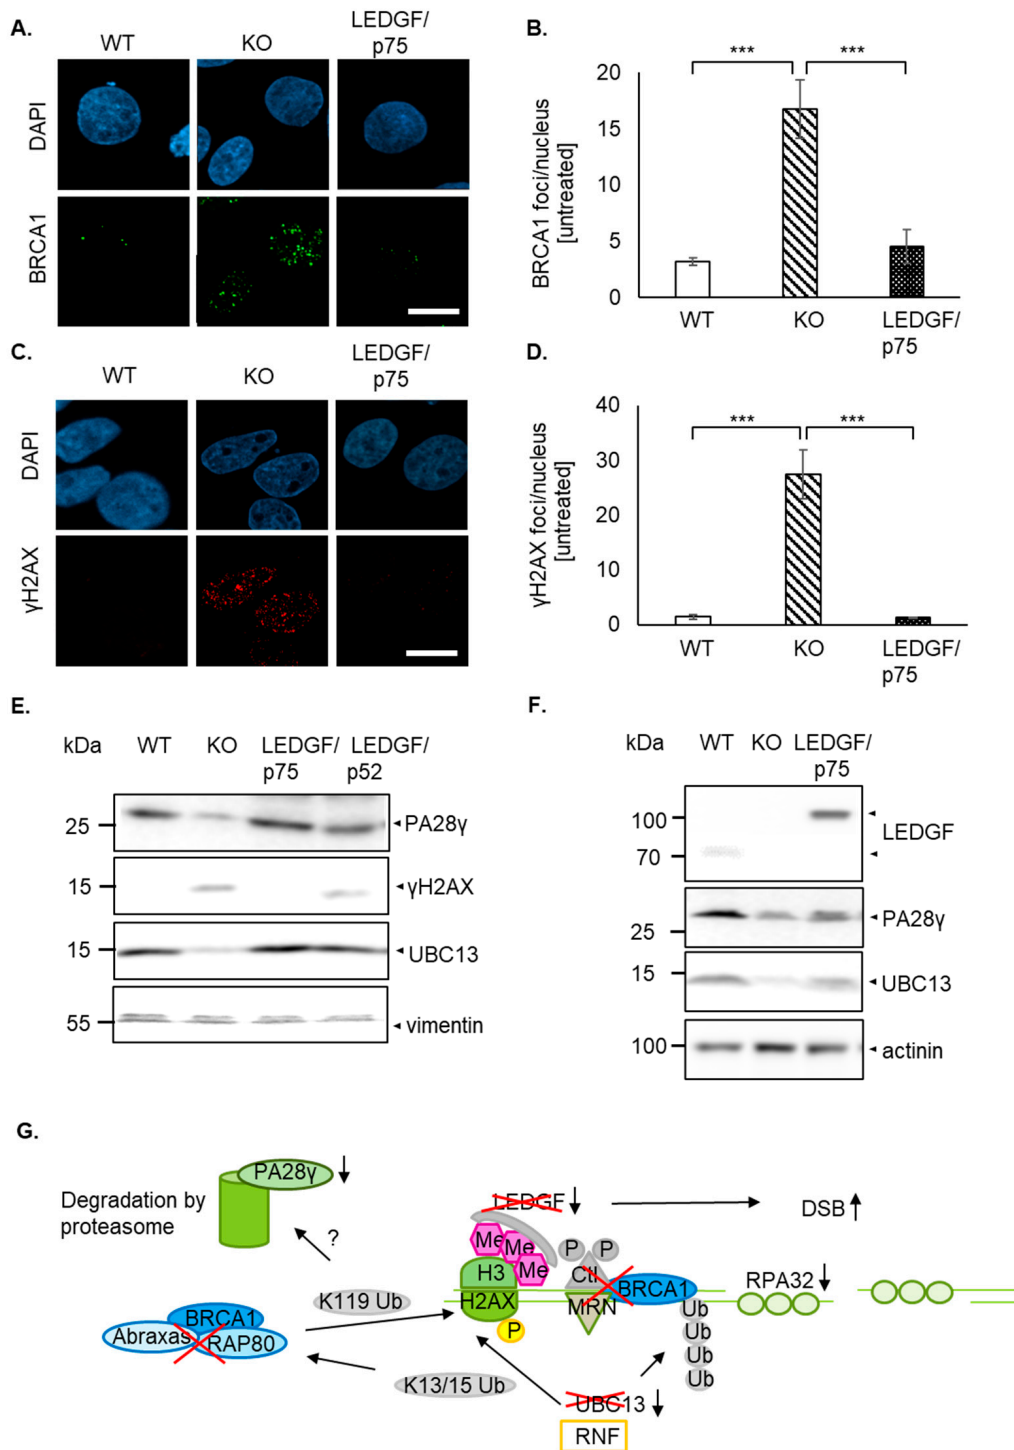 A.
WT
KO
LEDGF/
p75
DAPI
BRCA1
B.
***
***
20
15
10
5
0
BRCA1 foci/nucleus
[untreated]
WT
KO
LEDGF/
p75
C.
WT
KO
LEDGF/
p75
DAPI
γH2AX
D.
***
***
40
30
20
10
0
γH2AX foci/nucleus
[untreated]
WT
KO
LEDGF/
p75
E.
kDa
WT
KO
LEDGF/
p75
LEDGF/
p52
25
PA28γ
15
γH2AX
15
UBC13
55
vimentin
F.
kDa
WT
KO
LEDGF/
p75
100
70
LEDGF
25
PA28γ
15
UBC13
100
actinin
G.
PA28γ
Degradation by
proteasome
?
LEDGF
DSB
Me
Me
Me
P
P
H3
CtI
BRCA1
RPA32
H2AX
MRN
P
K119 Ub
BRCA1
Abraxas
RAP80
Ub
Ub
Ub
Ub
K13/15 Ub
UBC13
RNF